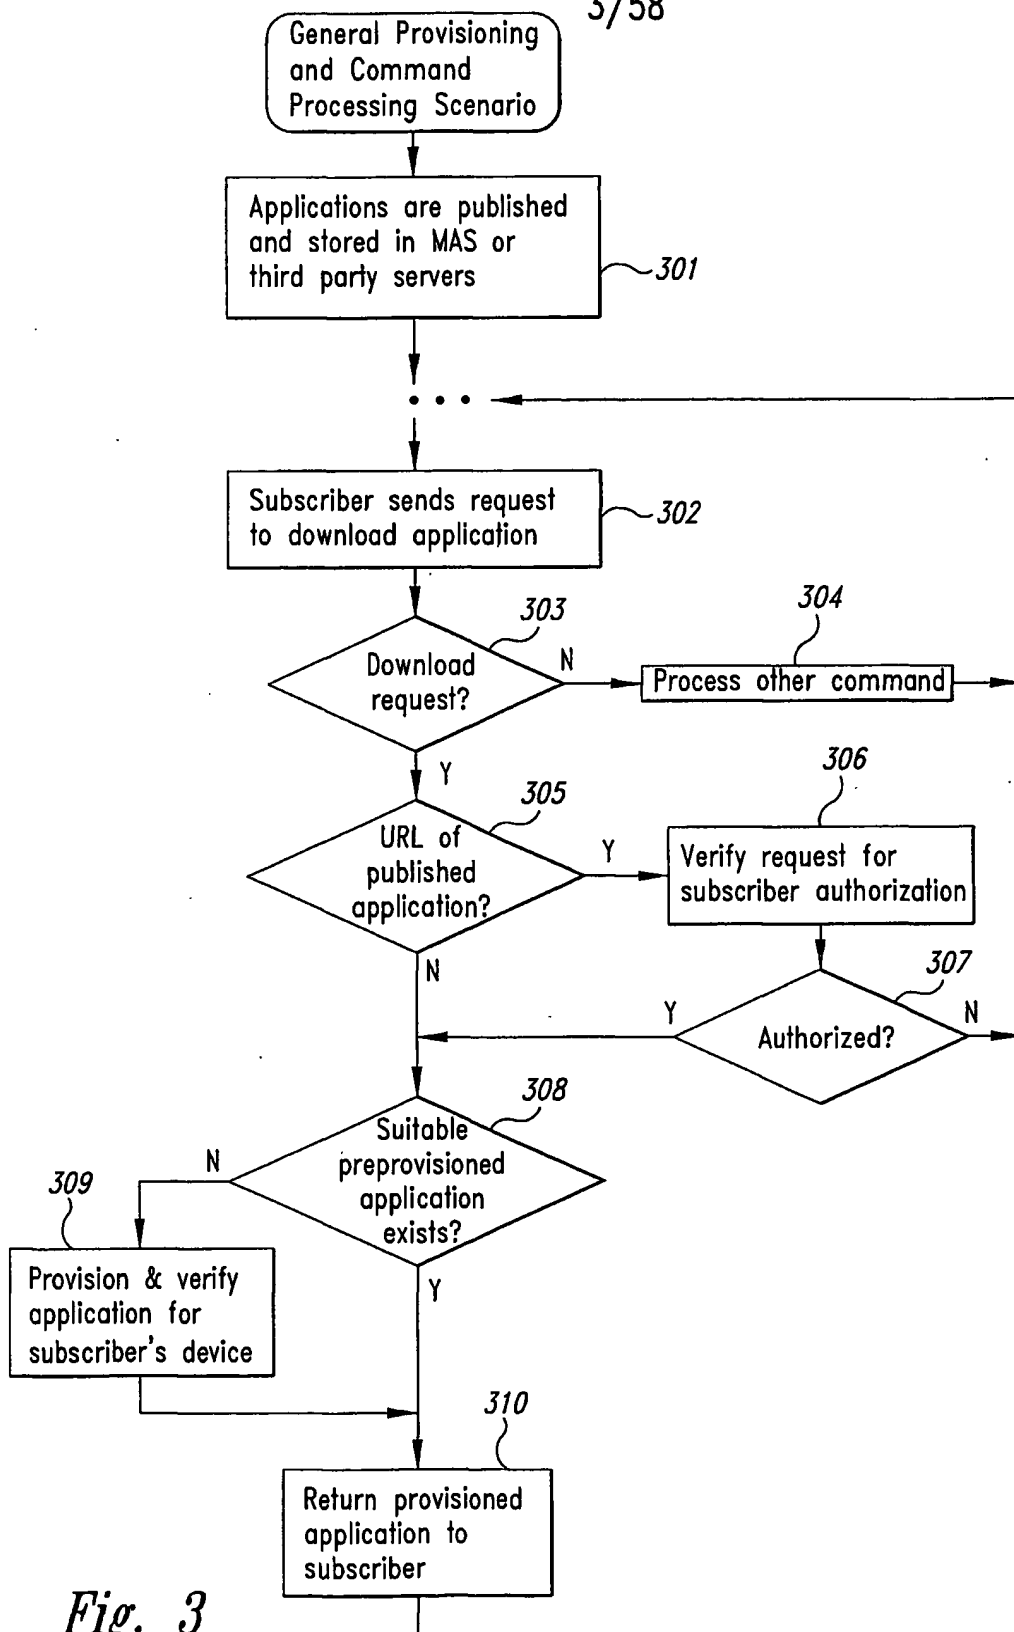 3/58
General Provisioning
and Command
Processing Scenario
Applications are published
and stored in MAS or
third party servers
301
Subscriber sends request
to download application
302
303
304
Download
request?
N
Process other command
Y
305
306
URL of
published
application?
Y
Verify request for
subscriber authorization
N
307
Y
Authorized?
N
308
Suitable
preprovisioned
application
exists?
N
309
Provision & verify
application for
subscriber's device
Y
310
Return provisioned
application to
subscriber
Fig. 3